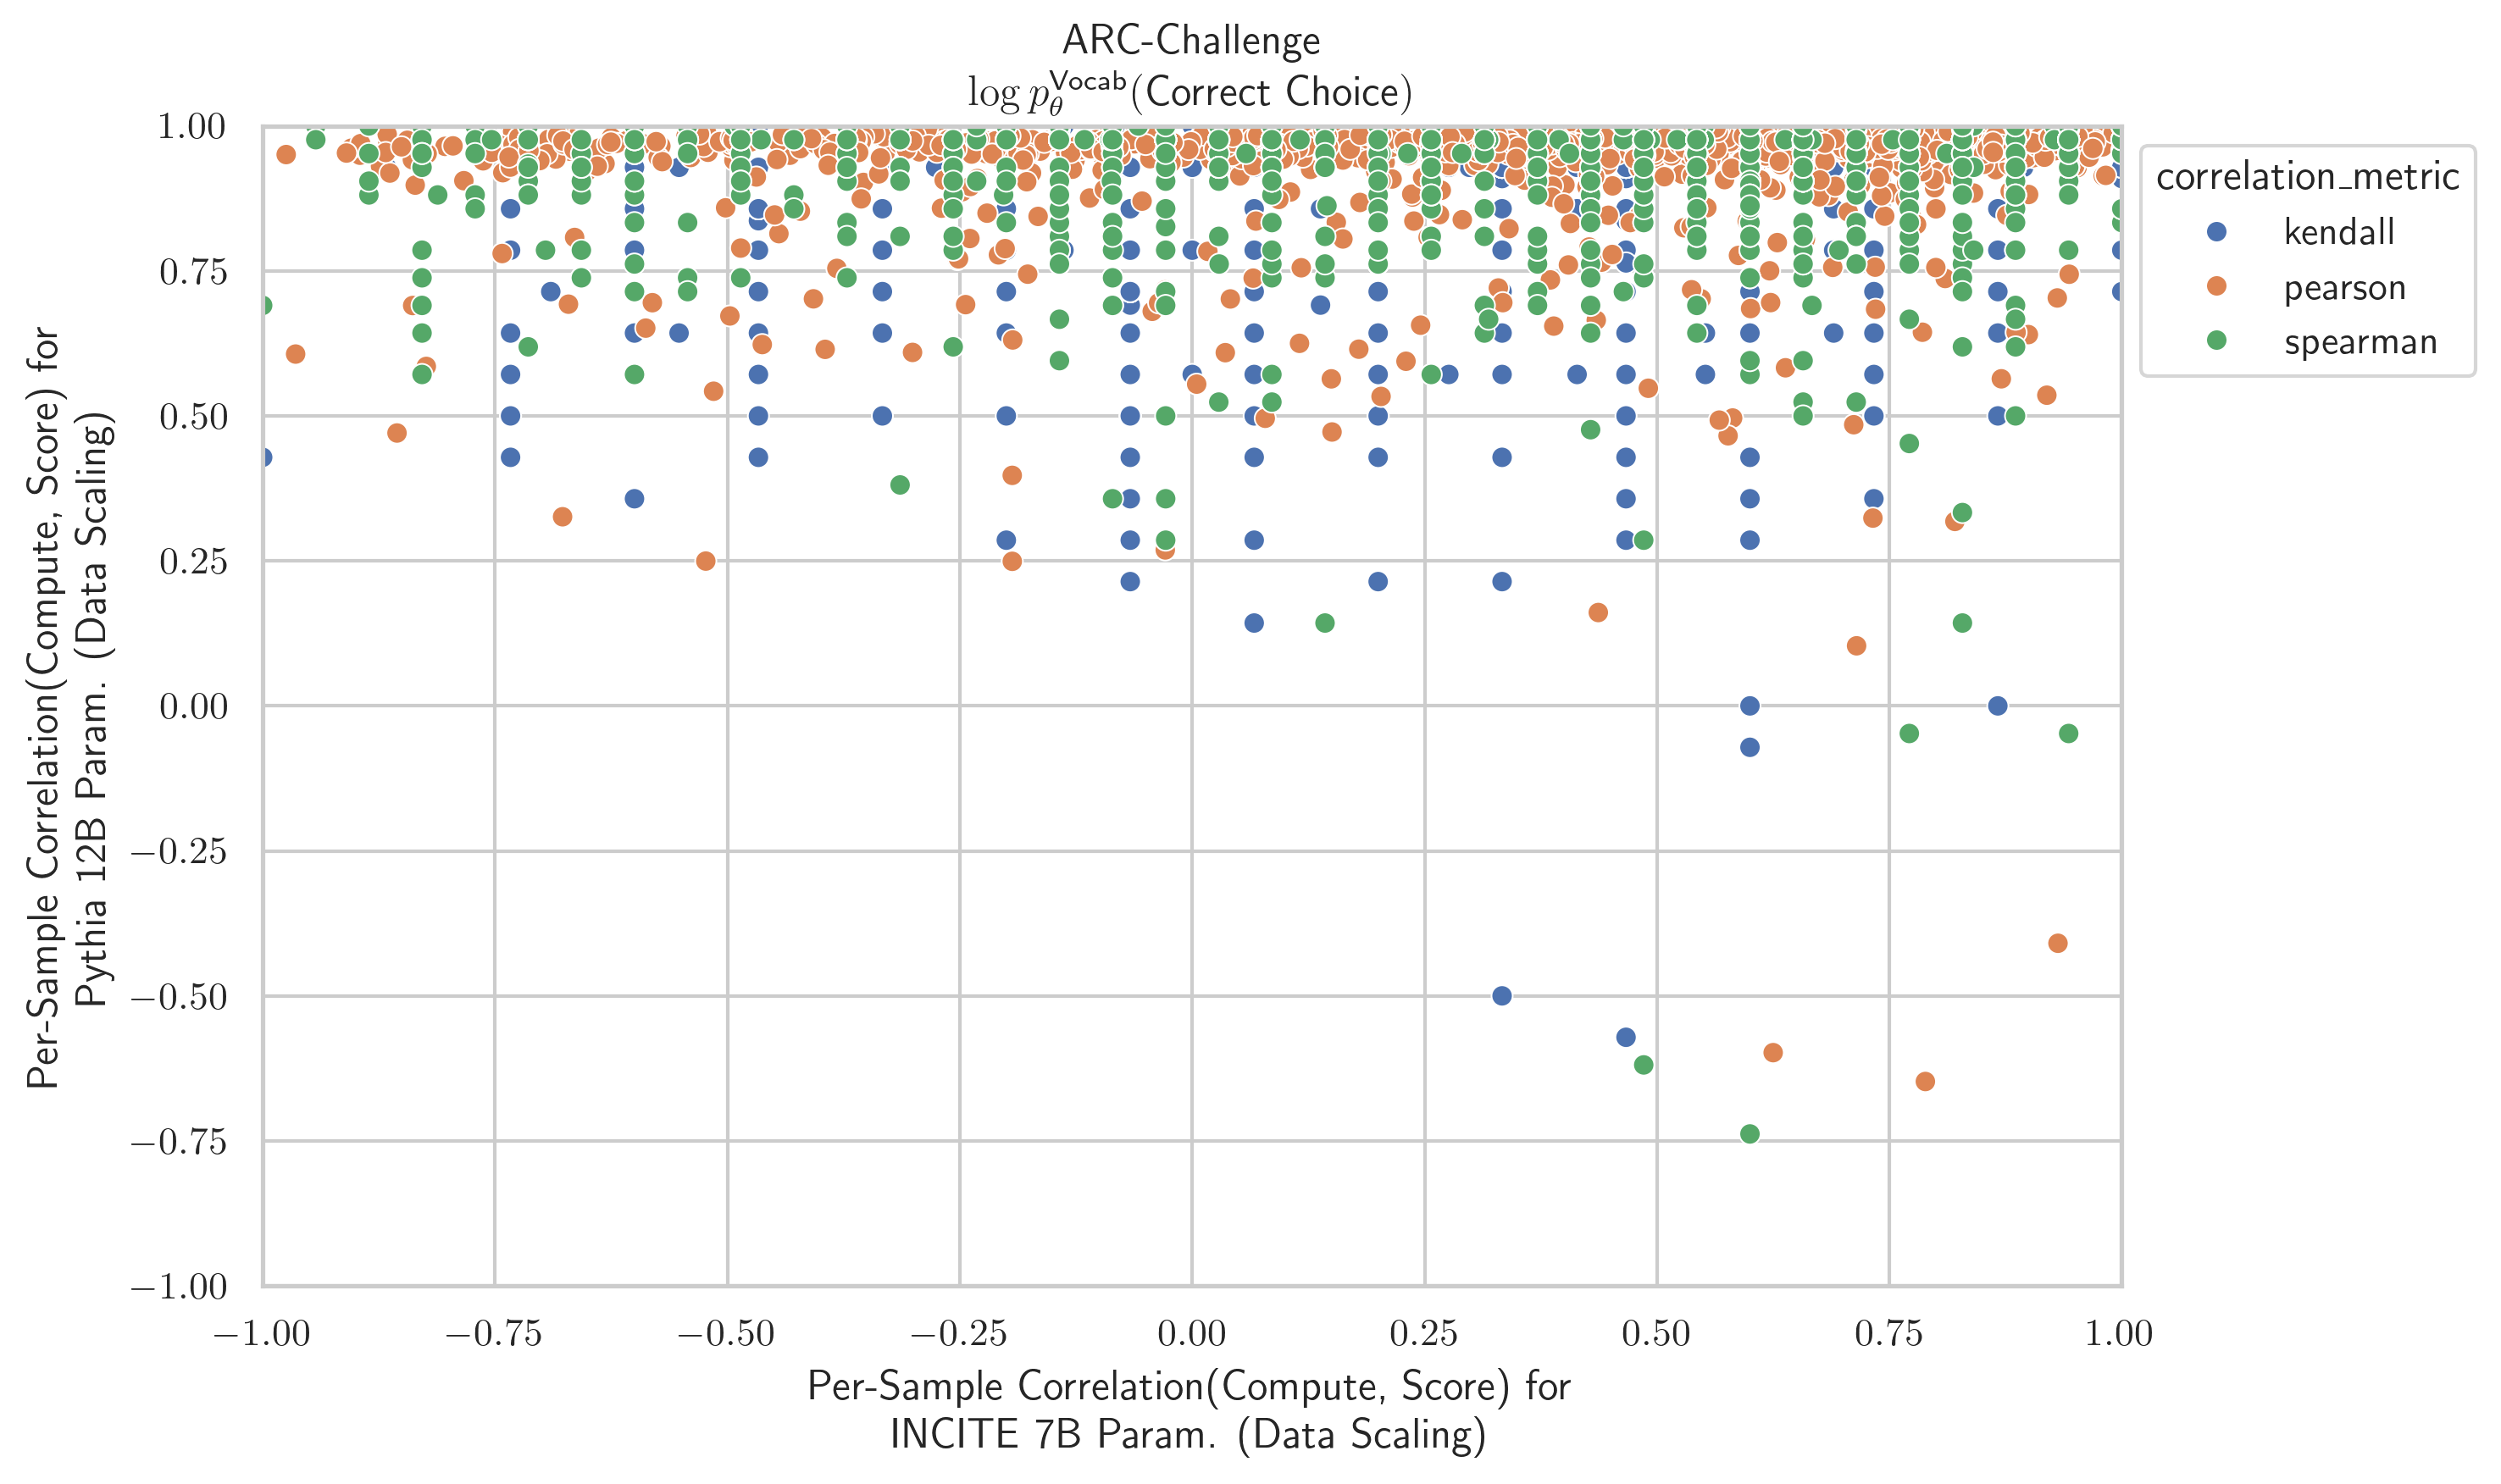 ARC-Challenge
log p_θ^Vocab(Correct Choice)
1.00
0.75
0.50
0.25
0.00
−0.25
−0.50
−0.75
−1.00
Per-Sample Correlation(Compute, Score) for
Pythia 12B Param. (Data Scaling)
correlation_metric
kendall
pearson
spearman
−1.00 −0.75 −0.50 −0.25 0.00 0.25 0.50 0.75 1.00
Per-Sample Correlation(Compute, Score) for
INCITE 7B Param. (Data Scaling)